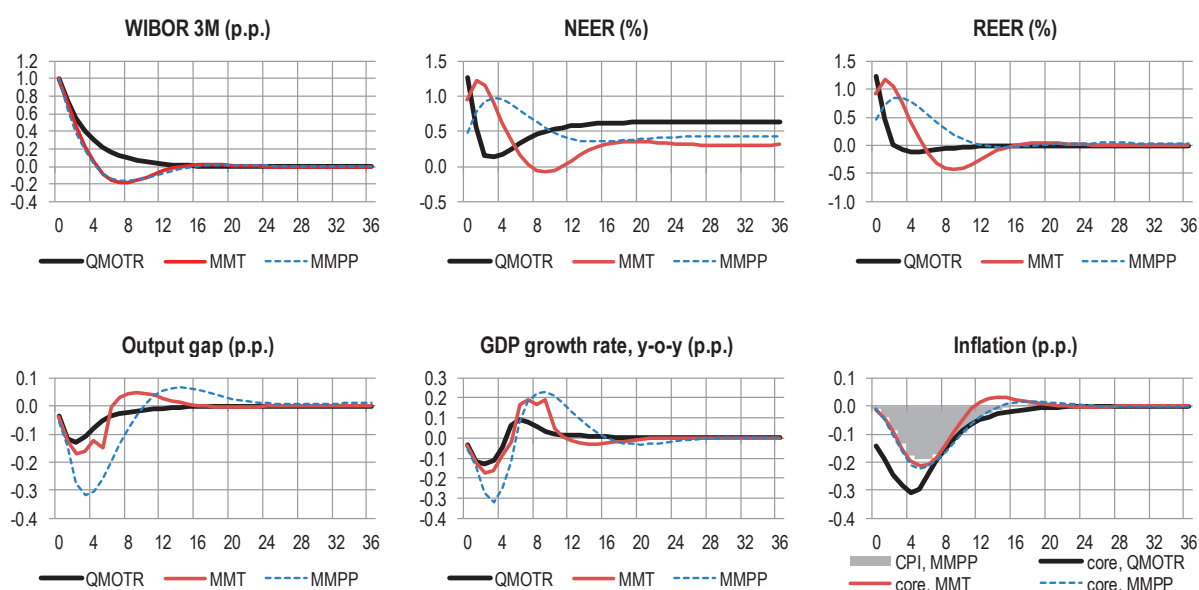 WIBOR 3M (p.p.)
1.2
1.0
0.8
0.6
0.4
0.2
0.0
-0.2
-0.4
0 4 8 12 16 20 24 28 32 36
QMOTR MMT MMPP
NEER (%)
1.5
1.0
0.5
0.0
-0.5
0 4 8 12 16 20 24 28 32 36
QMOTR MMT MMPP
REER (%)
1.5
1.0
0.5
0.0
-0.5
-1.0
0 4 8 12 16 20 24 28 32 36
QMOTR MMT MMPP
Output gap (p.p.)
0.1
0.0
-0.1
-0.2
-0.3
-0.4
0 4 8 12 16 20 24 28 32 36
QMOTR MMT MMPP
GDP growth rate, y-o-y (p.p.)
0.3
0.2
0.1
0.0
-0.1
-0.2
-0.3
-0.4
0 4 8 12 16 20 24 28 32 36
QMOTR MMT MMPP
Inflation (p.p.)
0.1
0.0
-0.1
-0.2
-0.3
-0.4
0 4 8 12 16 20 24 28 32 36
CPI, MMPP core, QMOTR
core, MMT core, MMPP